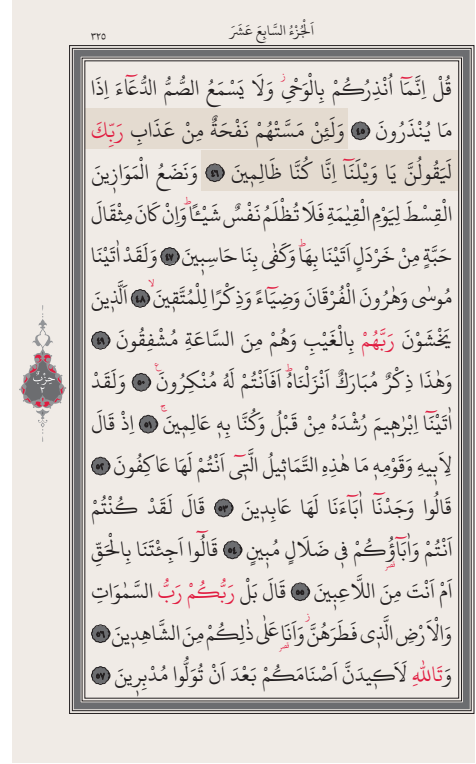 اَلْجُزْءُ السَّابِعَ عَشَرَ
٣٢٥
قُلْ اِنَّمَٓا اُنْذِرُكُمْ بِالْوَحْيِۘ وَلَا يَسْمَعُ الصُّمُّ الدُّعَٓاءَ اِذَا
مَا يُنْذَرُونَ ﴿٤٥﴾ وَلَئِنْ مَسَّتْهُمْ نَفْحَةٌ مِنْ عَذَابِ رَبِّكَ
لَيَقُولُنَّ يَا وَيْلَنَٓا اِنَّا كُنَّا ظَالِمٖينَ ﴿٤٦﴾ وَنَضَعُ الْمَوَازٖينَ
الْقِسْطَ لِيَوْمِ الْقِيٰمَةِ فَلَا تُظْلَمُ نَفْسٌ شَيْـًٔاؕ وَاِنْ كَانَ مِثْقَالَ
حَبَّةٍ مِنْ خَرْدَلٍ اَتَيْنَا بِهَاؕ وَكَفٰى بِنَا حَاسِبٖينَ ﴿٤٧﴾ وَلَقَدْ اٰتَيْنَا
مُوسٰى وَهٰرُونَ الْفُرْقَانَ وَضِيَٓاءً وَذِكْرًا لِلْمُتَّقٖينَۙ ﴿٤٨﴾ اَلَّذٖينَ
يَخْشَوْنَ رَبَّهُمْ بِالْغَيْبِ وَهُمْ مِنَ السَّاعَةِ مُشْفِقُونَ ﴿٤٩﴾
وَهٰذَا ذِكْرٌ مُبَارَكٌ اَنْزَلْنَاهُؕ اَفَاَنْتُمْ لَهُ مُنْكِرُونَ۟ ﴿٥٠﴾ وَلَقَدْ
اٰتَيْنَٓا اِبْرٰهٖيمَ رُشْدَهُ مِنْ قَبْلُ وَكُنَّا بِهٖ عَالِمٖينَۚ ﴿٥١﴾ اِذْ قَالَ
لِاَبٖيهِ وَقَوْمِهٖ مَا هٰذِهِ التَّمَاثٖيلُ الَّتٖٓي اَنْتُمْ لَهَا عَاكِفُونَ ﴿٥٢﴾
حِزْبٌ
٢
قَالُوا وَجَدْنَٓا اٰبَٓاءَنَا لَهَا عَابِدٖينَ ﴿٥٣﴾ قَالَ لَقَدْ كُنْتُمْ
اَنْتُمْ وَاٰبَٓاؤُ۬كُمْ فٖي ضَلَالٍ مُبٖينٍ ﴿٥٤﴾ قَالُٓوا اَجِئْتَنَا بِالْحَقِّ
اَمْ اَنْتَ مِنَ اللَّاعِبٖينَ ﴿٥٥﴾ قَالَ بَلْ رَبُّكُمْ رَبُّ السَّمٰوَاتِ
وَالْاَرْضِ الَّذٖي فَطَرَهُنَّۘ وَاَنَا۬ عَلٰى ذٰلِكُمْ مِنَ الشَّاهِدٖينَ ﴿٥٦﴾
وَتَاللّٰهِ لَاَكٖيدَنَّ اَصْنَامَكُمْ بَعْدَ اَنْ تُوَلُّوا مُدْبِرٖينَ ﴿٥٧﴾